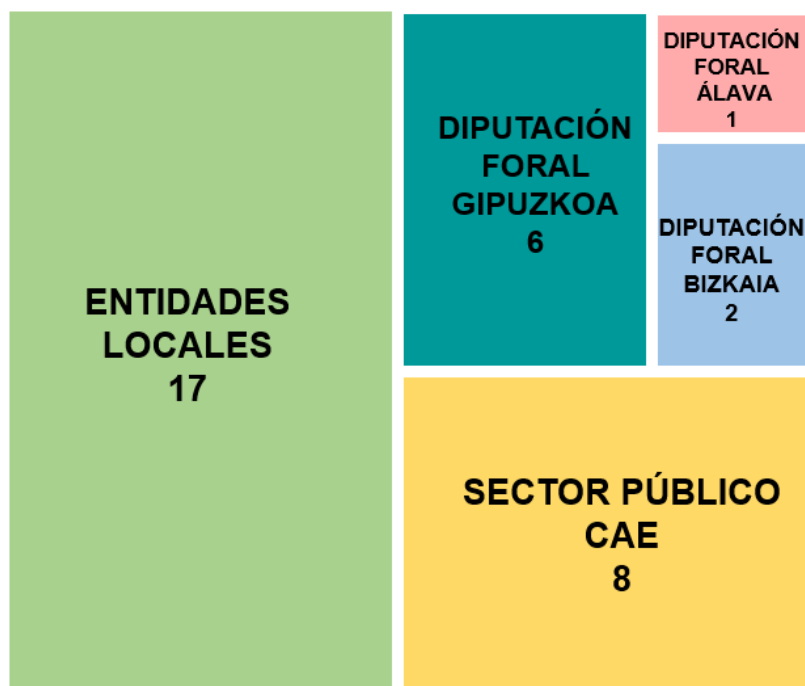 ENTIDADES
LOCALES
17
DIPUTACIÓN
FORAL
GIPUZKOA
6
DIPUTACIÓN
FORAL
ÁLAVA
1
DIPUTACIÓN
FORAL
BIZKAIA
2
SECTOR PÚBLICO
CAE
8